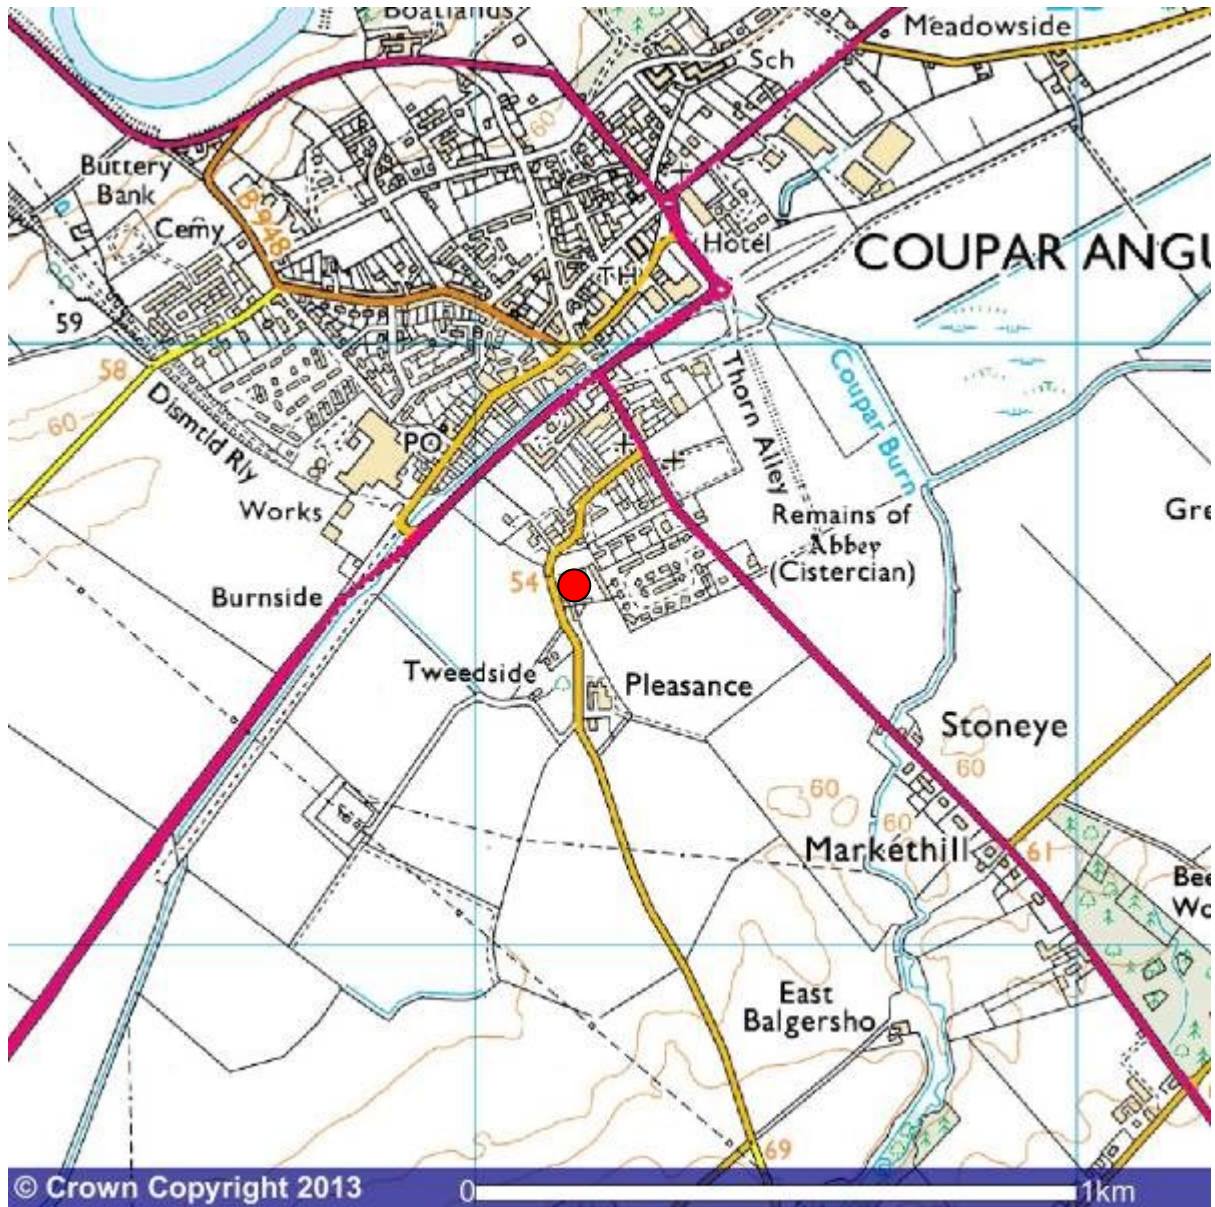 Boatlands
Meadowside
Sch
60
Buttery
Bank
Cemy
B 948
Hotel
TH
COUPAR ANGU
59
58
60
Dismtld Rly
PO
Thorn Alley
Coupar Burn
Works
Remains of
Abbey
(Cistercian)
Gre
54
Burnside
Tweedside
Pleasance
Stoneye
60
60
60
Markethill
61
Bee
Wo
East
Balgersho
69
© Crown Copyright 2013
0
1km